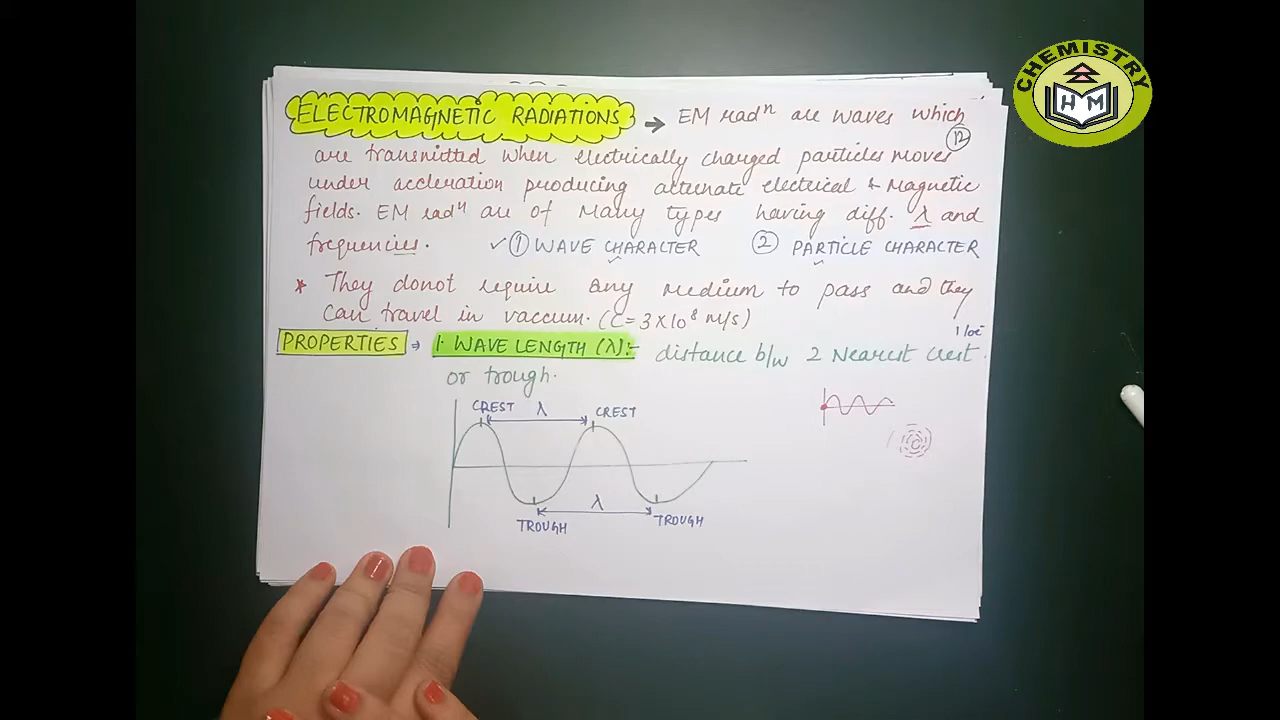 CHEMISTRY
HM
ELECTROMAGNETIC RADIATIONS → EM radⁿ are waves which
12
are transmitted when electrically charged particles moves
under accleration producing alternate electrical & Magnetic
fields. EM radⁿ are of Many types having diff. λ and
frequencies. ✓ ① WAVE CHARACTER ② PARTICLE CHARACTER
* They donot require any medium to pass and they
can travel in vaccum. (C = 3 × 10⁸ m/s)
PROPERTIES ⇒ 1. WAVE LENGTH (λ):- distance b/w 2 Nearest crest
or trough.
CREST λ CREST
λ
TROUGH TROUGH